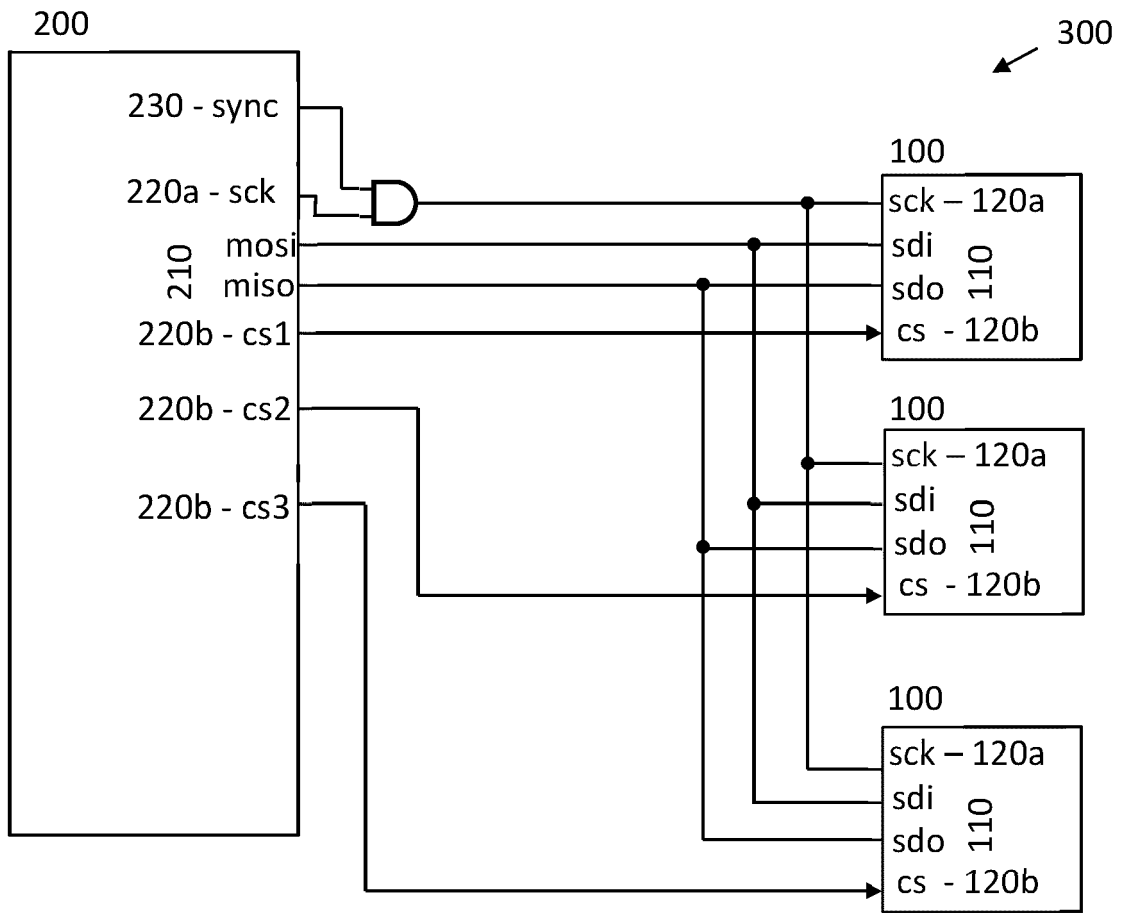 200
300
230 - sync
220a - sck
mosi
miso
210
220b - cs1
220b - cs2
220b - cs3
100
sck – 120a
sdi
sdo
110
cs - 120b
100
sck – 120a
sdi
sdo
110
cs - 120b
100
sck – 120a
sdi
sdo
110
cs - 120b